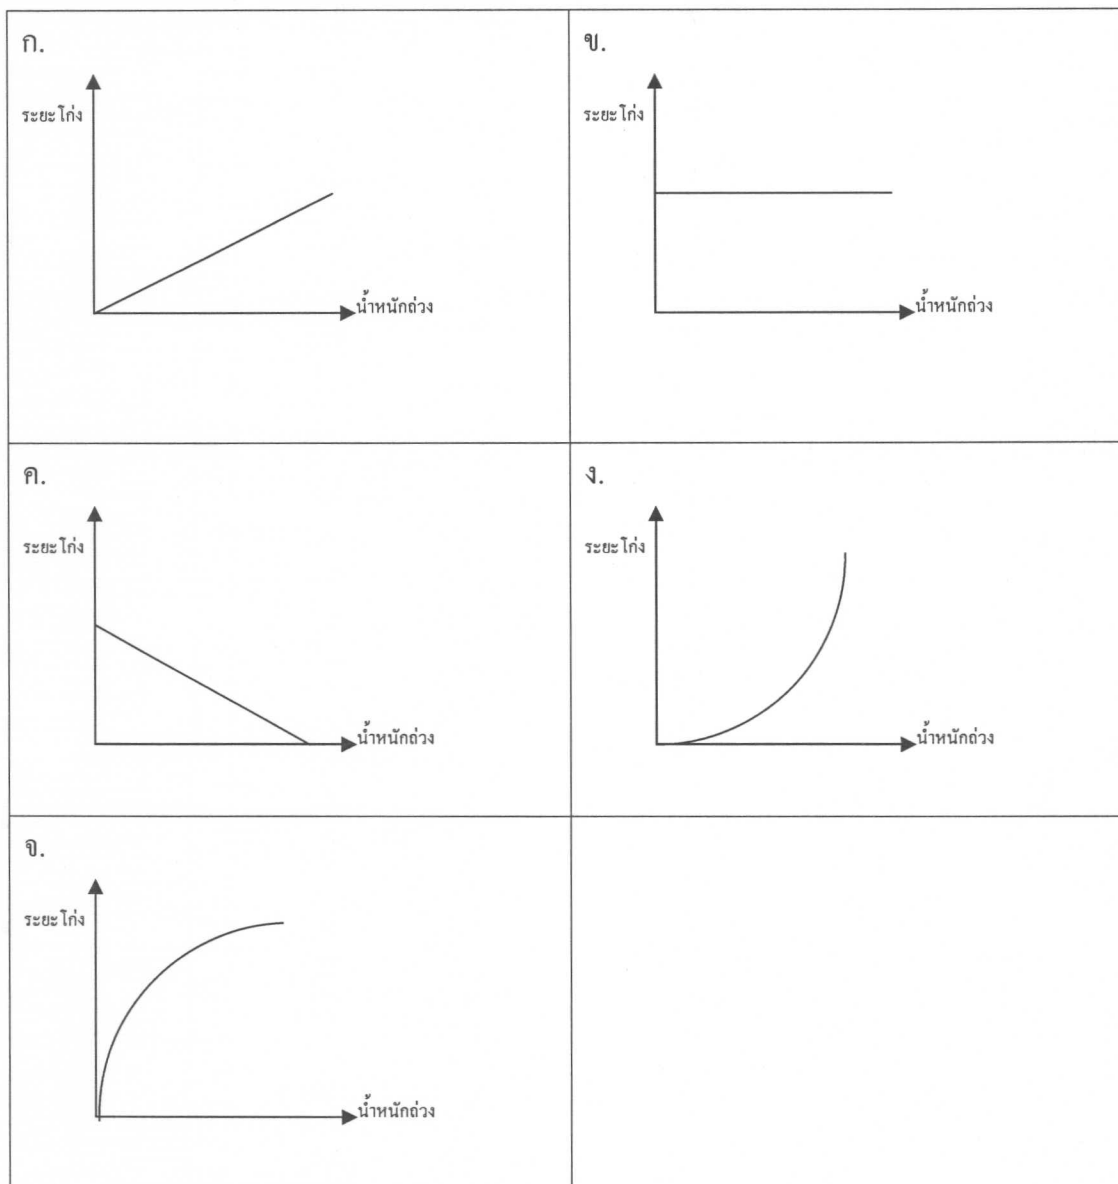 ก.
ระยะโก่ง
น้ำหนักถ่วง
ข.
ระยะโก่ง
น้ำหนักถ่วง
ค.
ระยะโก่ง
น้ำหนักถ่วง
ง.
ระยะโก่ง
น้ำหนักถ่วง
จ.
ระยะโก่ง
น้ำหนักถ่วง